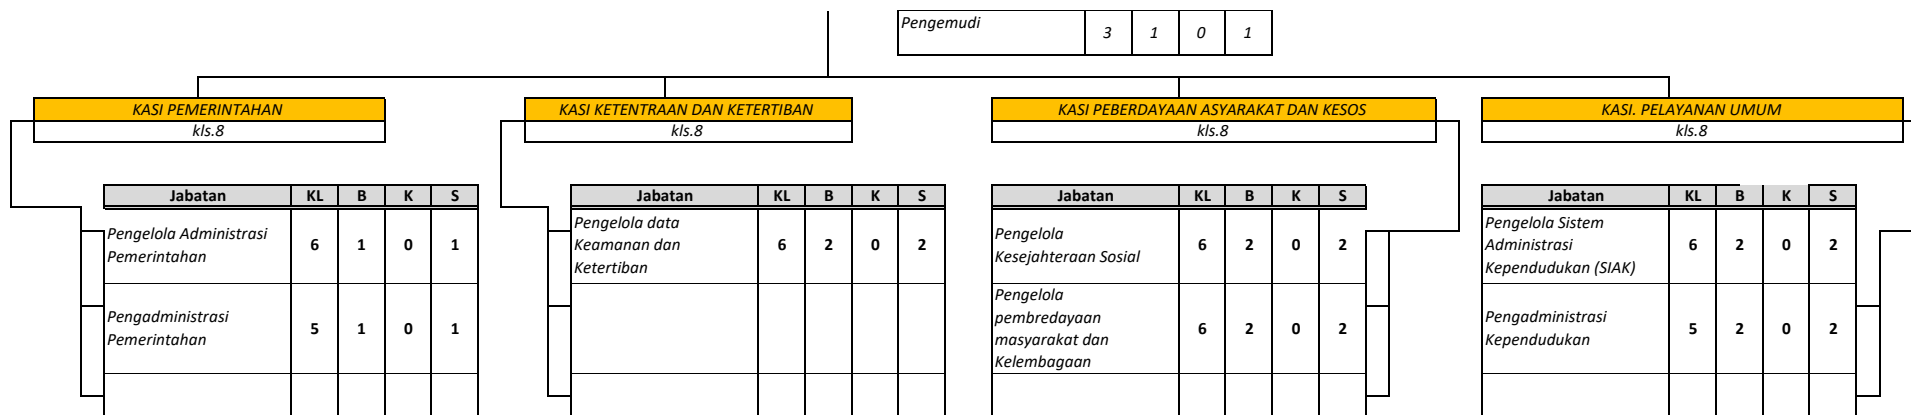 Pengemudi 3 1 0 1
KASI PEMERINTAHAN
kls.8
KASI KETENTRAAN DAN KETERTIBAN
kls.8
KASI PEBERDAYAAN ASYARAKAT DAN KESOS
kls.8
KASI. PELAYANAN UMUM
kls.8
Jabatan KL B K S
Pengelola Administrasi
Pemerintahan
6 1 0 1
Pengadministrasi
Pemerintahan
5 1 0 1
Jabatan KL B K S
Pengelola data
Keamanan dan
Ketertiban
6 2 0 2
Jabatan KL B K S
Pengelola
Kesejahteraan Sosial
6 2 0 2
Pengelola
pembredayaan
masyarakat dan
Kelembagaan
6 2 0 2
Jabatan KL B K S
Pengelola Sistem
Administrasi
Kependudukan (SIAK)
6 2 0 2
Pengadministrasi
Kependudukan
5 2 0 2